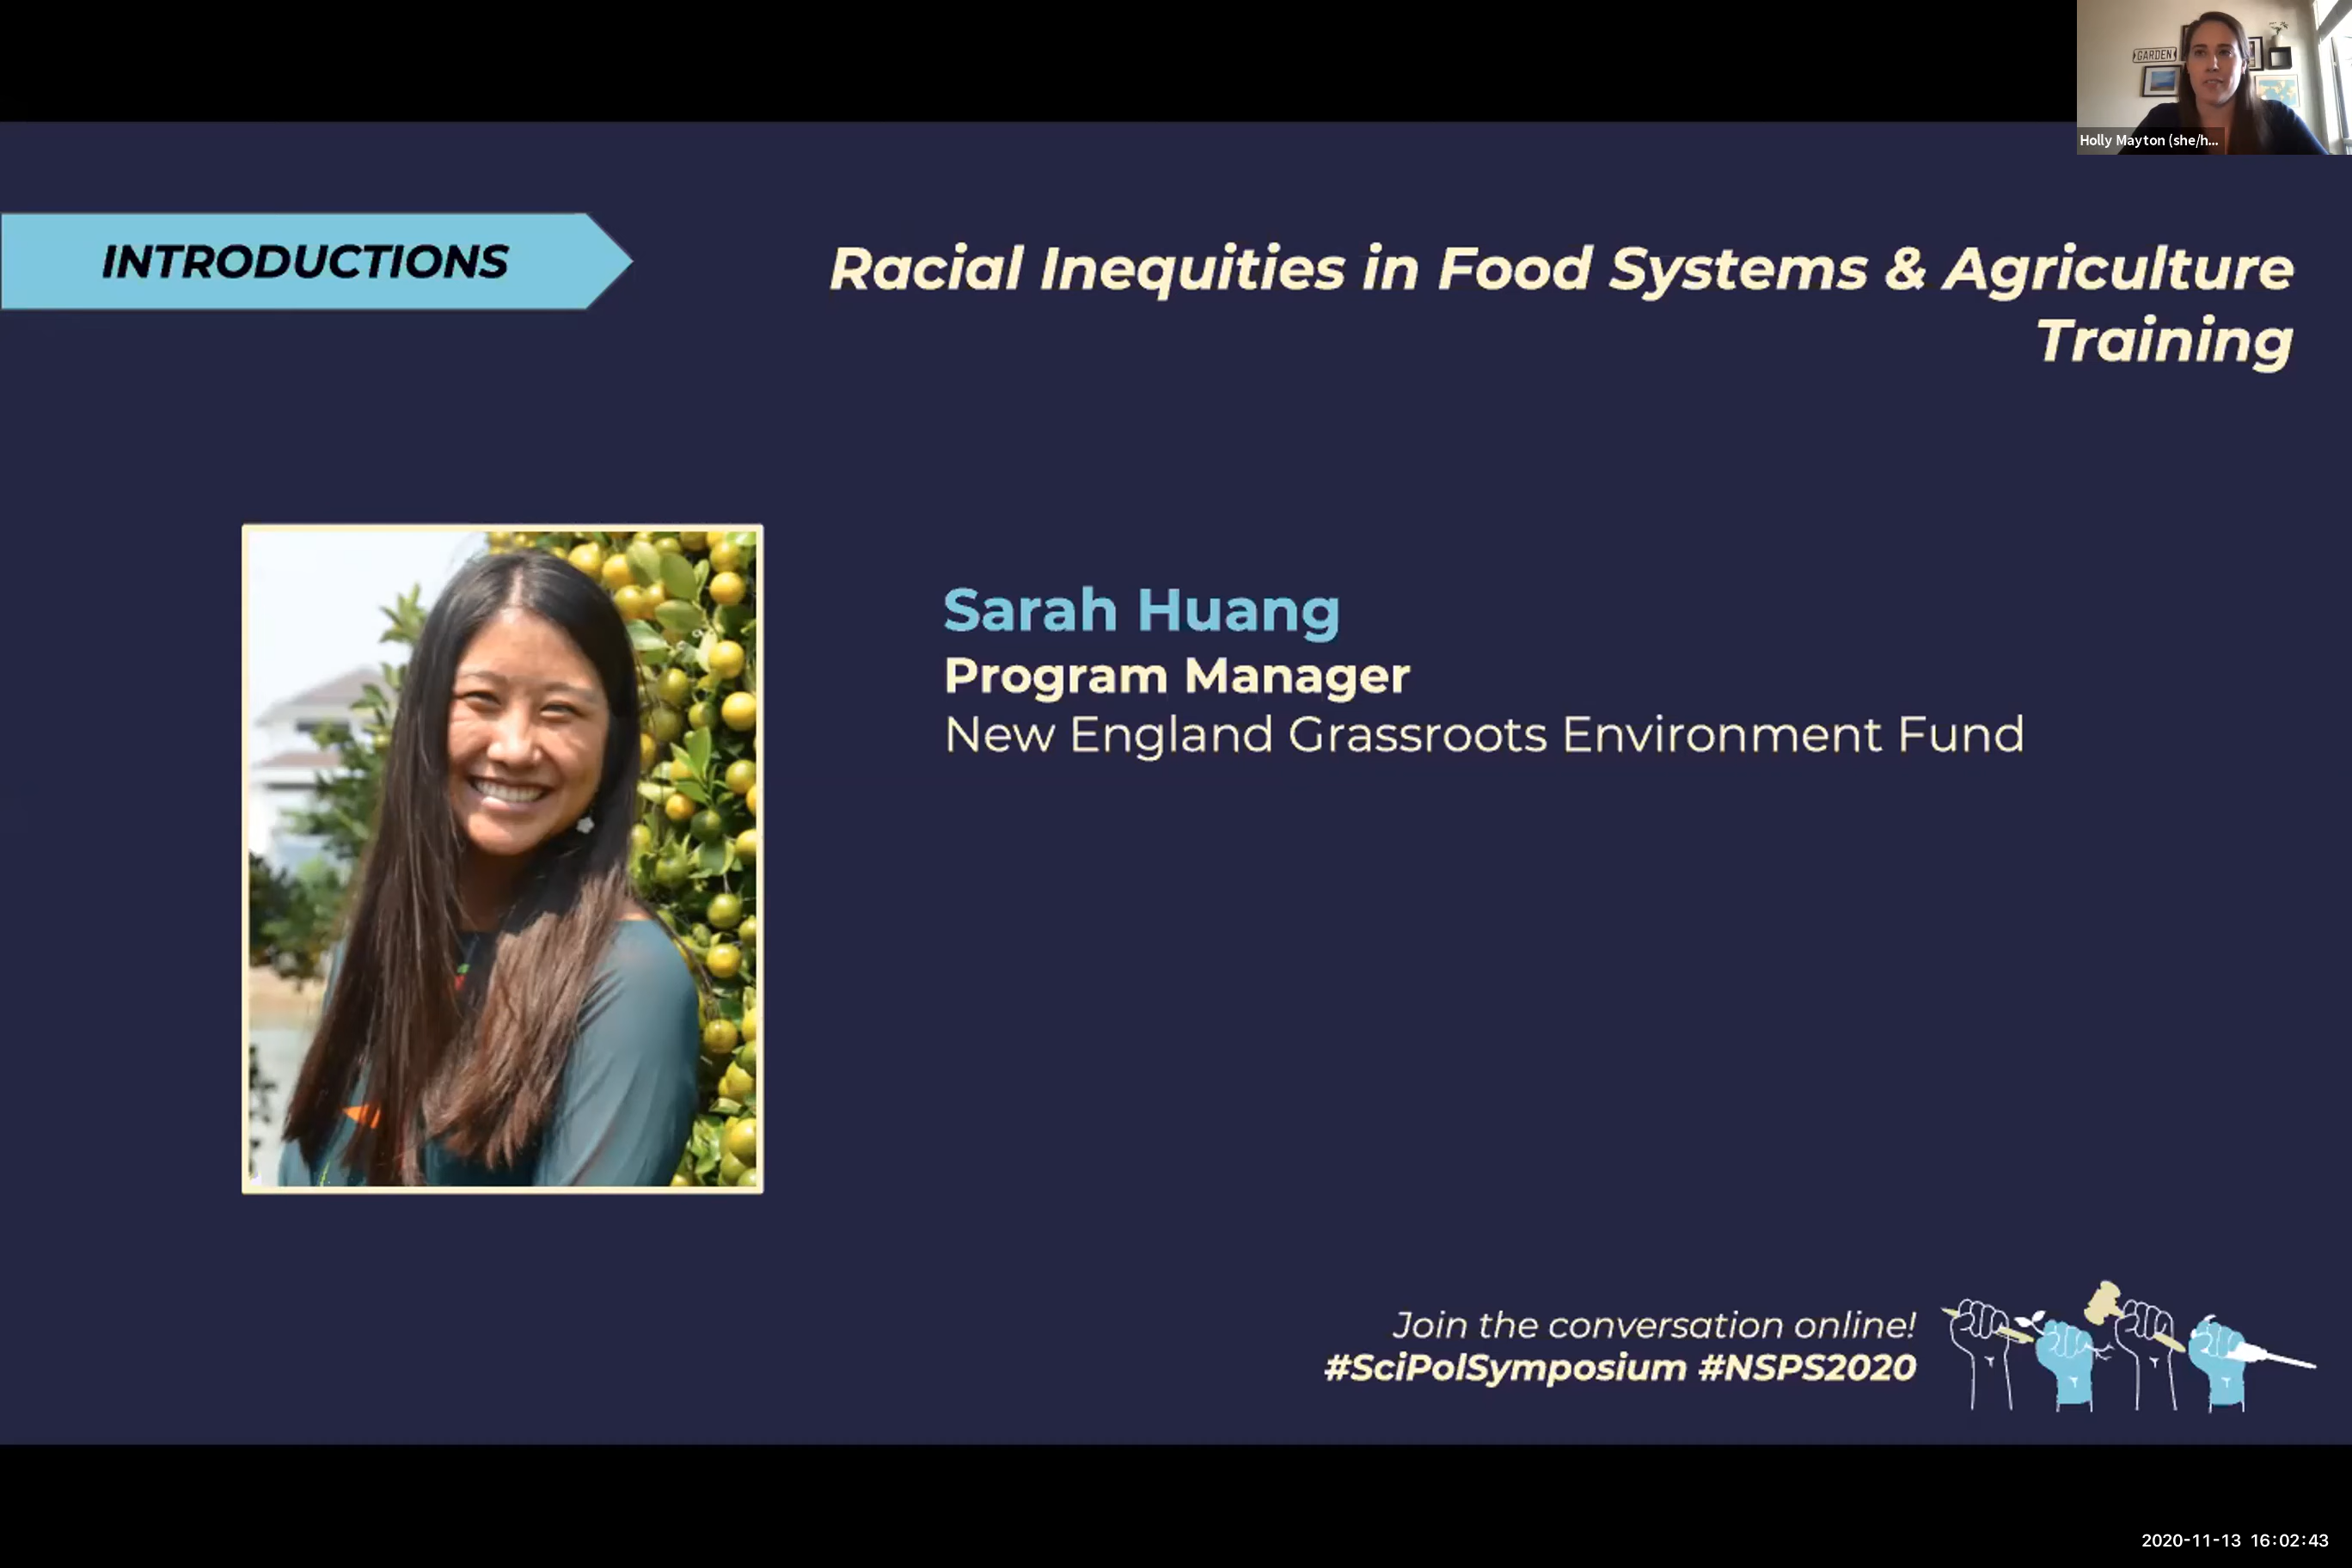 GARDEN
Holly Mayton (she/h...
INTRODUCTIONS
Racial Inequities in Food Systems & Agriculture
Training
Sarah Huang
Program Manager
New England Grassroots Environment Fund
Join the conversation online!
#SciPolSymposium #NSPS2020
2020-11-13 16:02:43